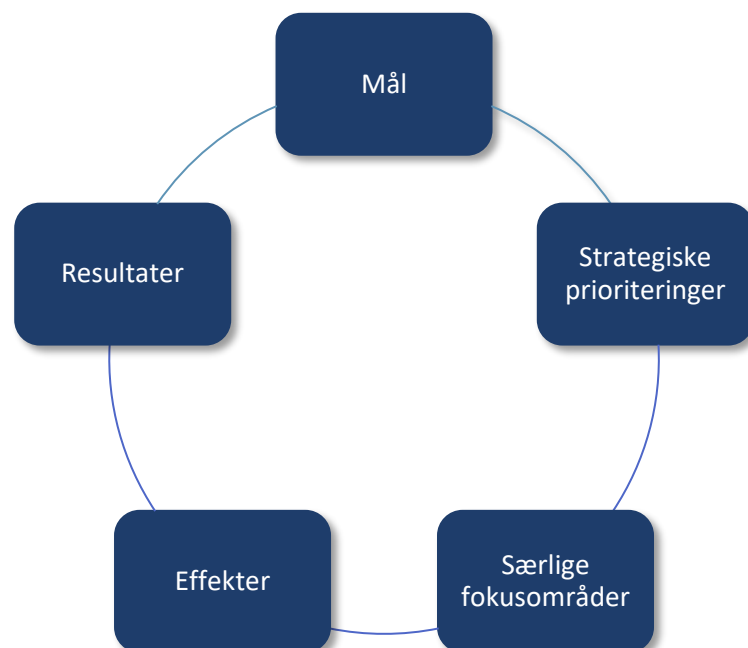 Mål
Strategiske
prioriteringer
Særlige
fokusområder
Effekter
Resultater